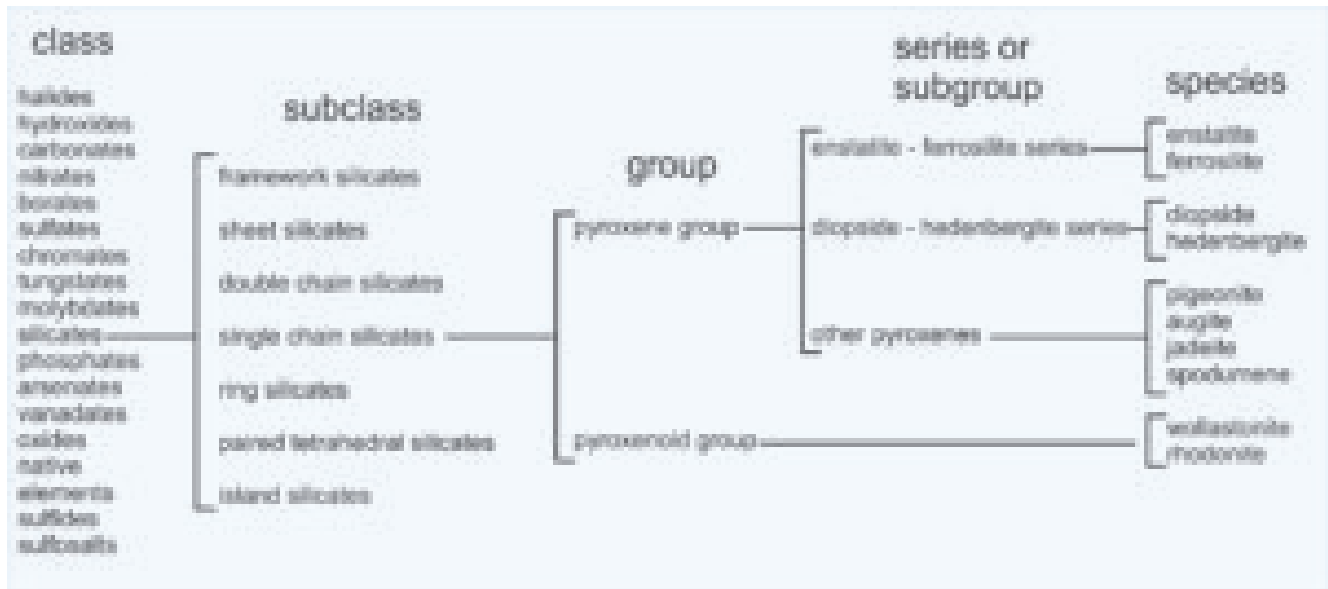 class
halides
hydroxides
carbonates
nitrates
borates
sulfates
chromates
tungstates
molybdates
silicates
phosphates
arsenates
vanadates
oxides
native
elements
sulfides
sulfosalts
subclass
framework silicates
sheet silicates
double chain silicates
single chain silicates
ring silicates
paired tetrahedral silicates
island silicates
group
pyroxene group
pyroxenoid group
series or
subgroup
enstatite - ferrosilite series
diopside - hedenbergite series
other pyroxenes
species
enstatite
ferrosilite
diopside
hedenbergite
pigeonite
augite
jadeite
spodumene
wollastonite
rhodonite